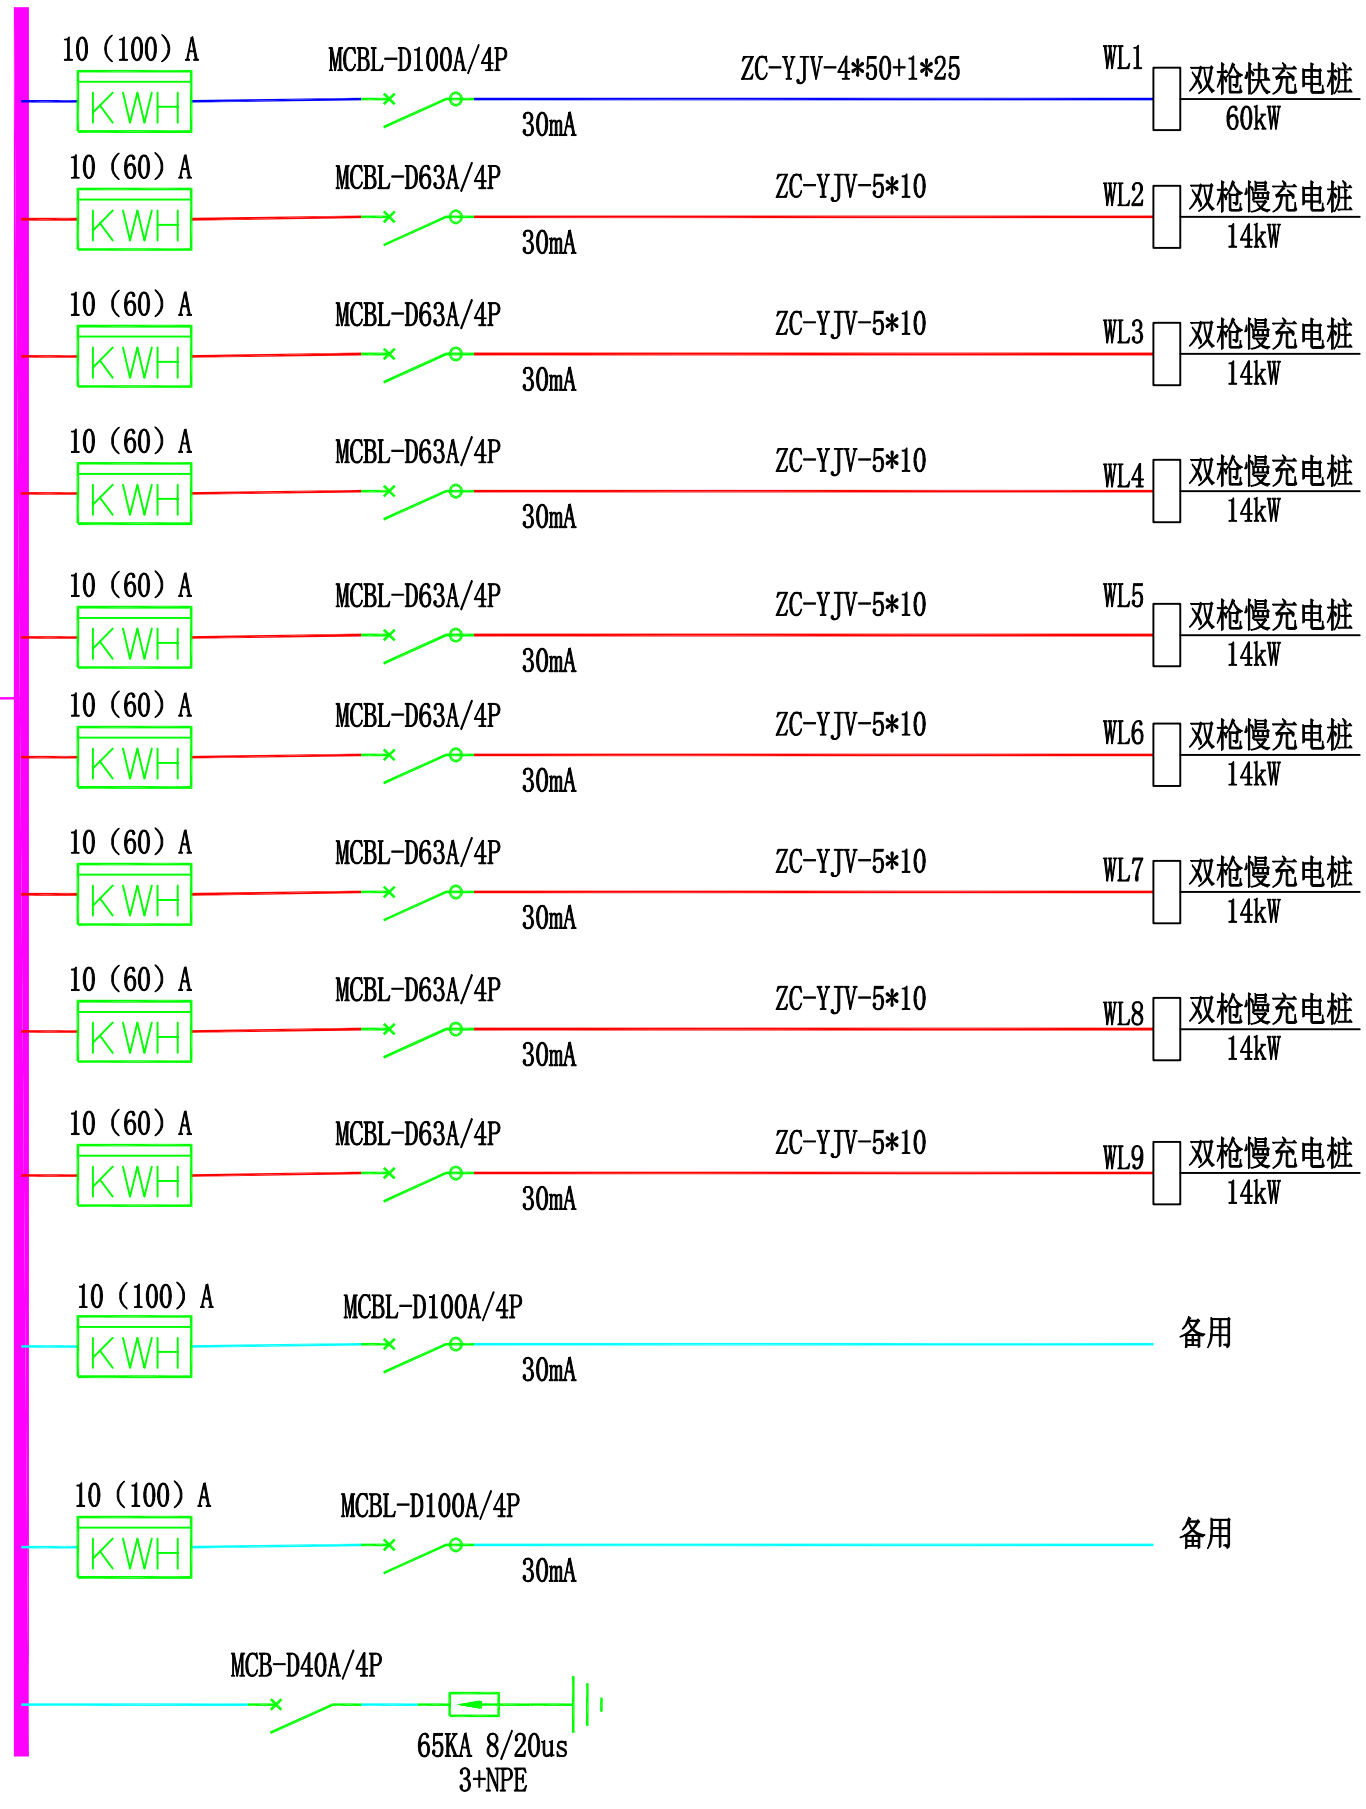 10（100）A MCBL-D100A/4P ZC-YJV-4*50+1*25 WL1 双枪快充电桩
KWH 30mA 60kW
10（60）A MCBL-D63A/4P ZC-YJV-5*10 WL2 双枪慢充电桩
KWH 30mA 14kW
10（60）A MCBL-D63A/4P ZC-YJV-5*10 WL3 双枪慢充电桩
KWH 30mA 14kW
10（60）A MCBL-D63A/4P ZC-YJV-5*10 WL4 双枪慢充电桩
KWH 30mA 14kW
10（60）A MCBL-D63A/4P ZC-YJV-5*10 WL5 双枪慢充电桩
KWH 30mA 14kW
10（60）A MCBL-D63A/4P ZC-YJV-5*10 WL6 双枪慢充电桩
KWH 30mA 14kW
10（60）A MCBL-D63A/4P ZC-YJV-5*10 WL7 双枪慢充电桩
KWH 30mA 14kW
10（60）A MCBL-D63A/4P ZC-YJV-5*10 WL8 双枪慢充电桩
KWH 30mA 14kW
10（60）A MCBL-D63A/4P ZC-YJV-5*10 WL9 双枪慢充电桩
KWH 30mA 14kW
10（100）A MCBL-D100A/4P 备用
KWH 30mA
10（100）A MCBL-D100A/4P 备用
KWH 30mA
MCB-D40A/4P
65KA 8/20us
3+NPE